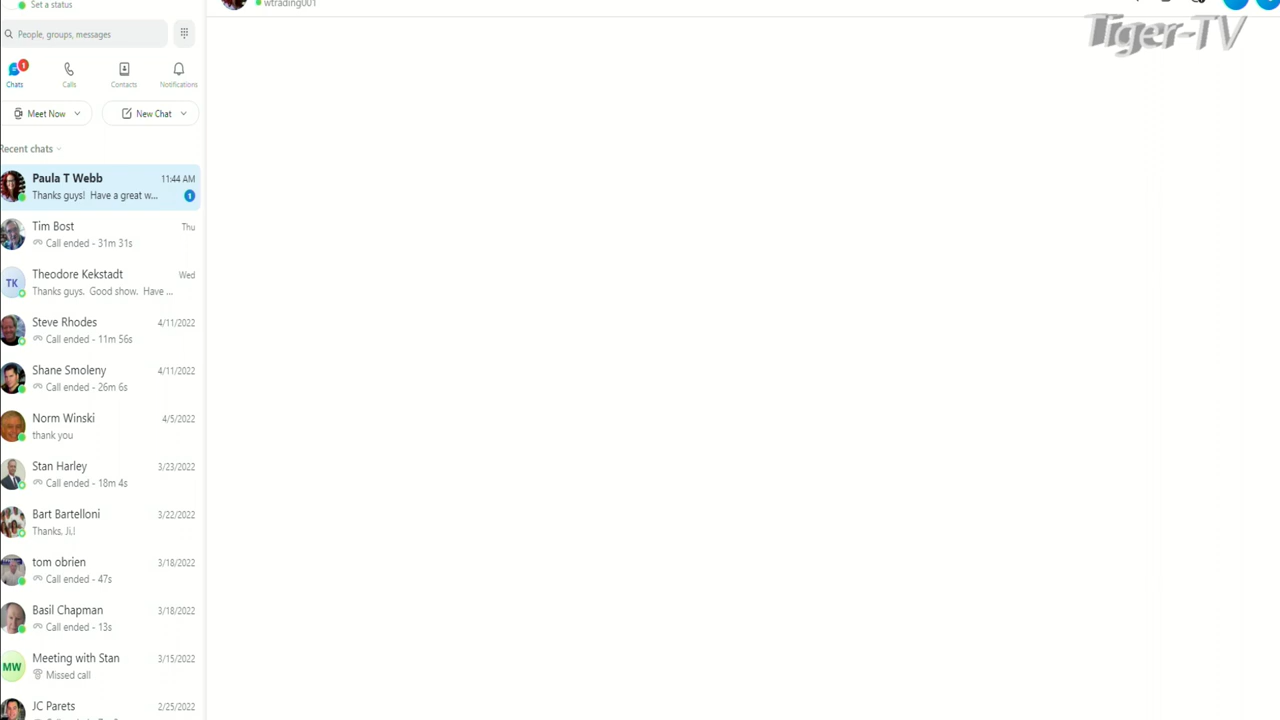 Set a status
wtrading001
Tiger-TV
People, groups, messages
1
Chats
Calls
Contacts
Notifications
Meet Now
New Chat
Recent chats
Paula T Webb
11:44 AM
Thanks guys! Have a great w...
1
Tim Bost
Thu
Call ended - 31m 31s
TK
Theodore Kekstadt
Wed
Thanks guys. Good show. Have ...
Steve Rhodes
4/11/2022
Call ended - 11m 56s
Shane Smoleny
4/11/2022
Call ended - 26m 6s
Norm Winski
4/5/2022
thank you
Stan Harley
3/23/2022
Call ended - 18m 4s
Bart Bartelloni
3/22/2022
Thanks, Ji,l
tom obrien
3/18/2022
Call ended - 47s
Basil Chapman
3/18/2022
Call ended - 13s
MW
Meeting with Stan
3/15/2022
Missed call
JC Parets
2/25/2022